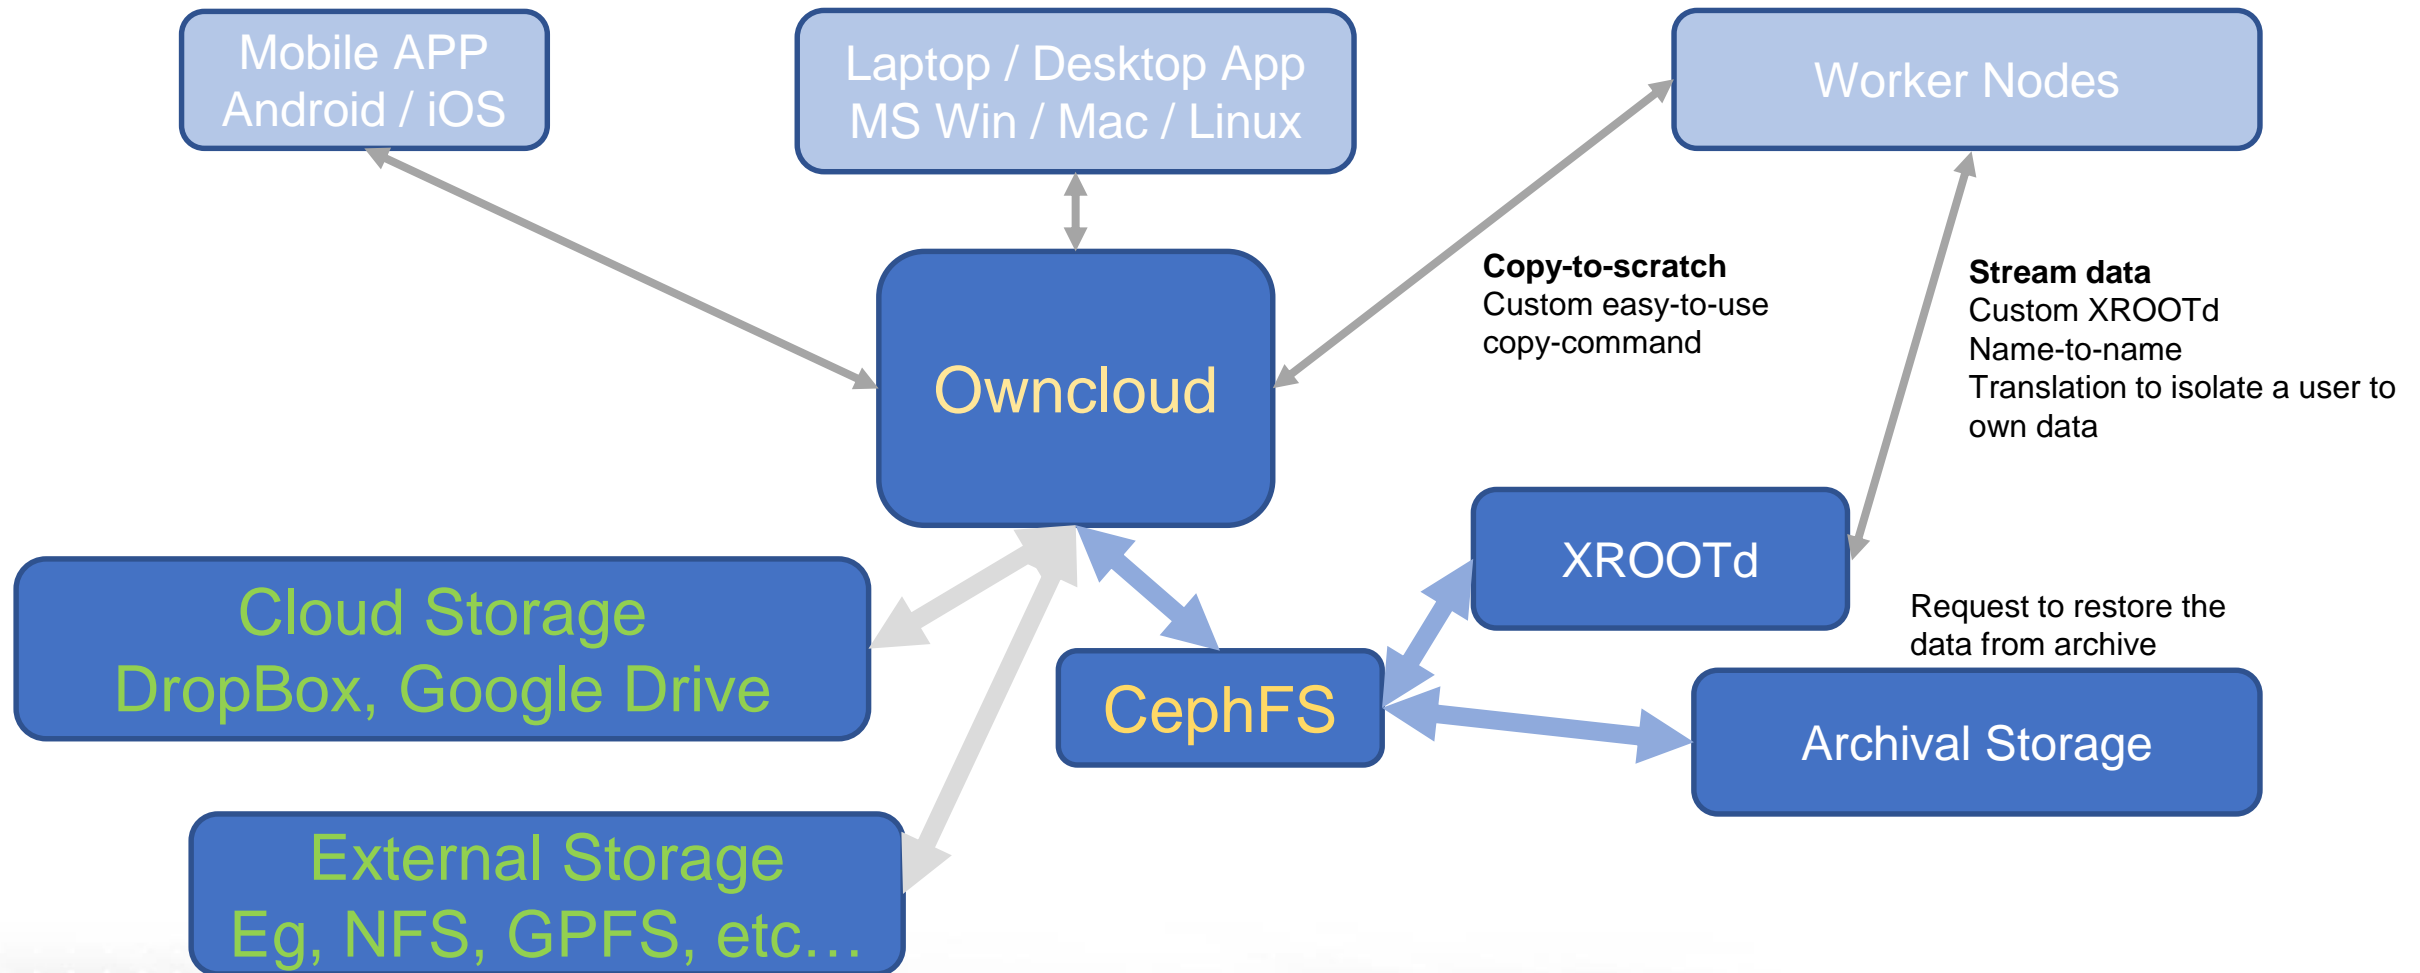 Mobile APP
Android / iOS
Laptop / Desktop App
MS Win / Mac / Linux
Worker Nodes
Copy-to-scratch
Custom easy-to-use
copy-command
Stream data
Custom XROOTd
Name-to-name
Translation to isolate a user to
own data
Owncloud
XROOTd
Cloud Storage
DropBox, Google Drive
Request to restore the
data from archive
CephFS
Archival Storage
External Storage
Eg, NFS, GPFS, etc…